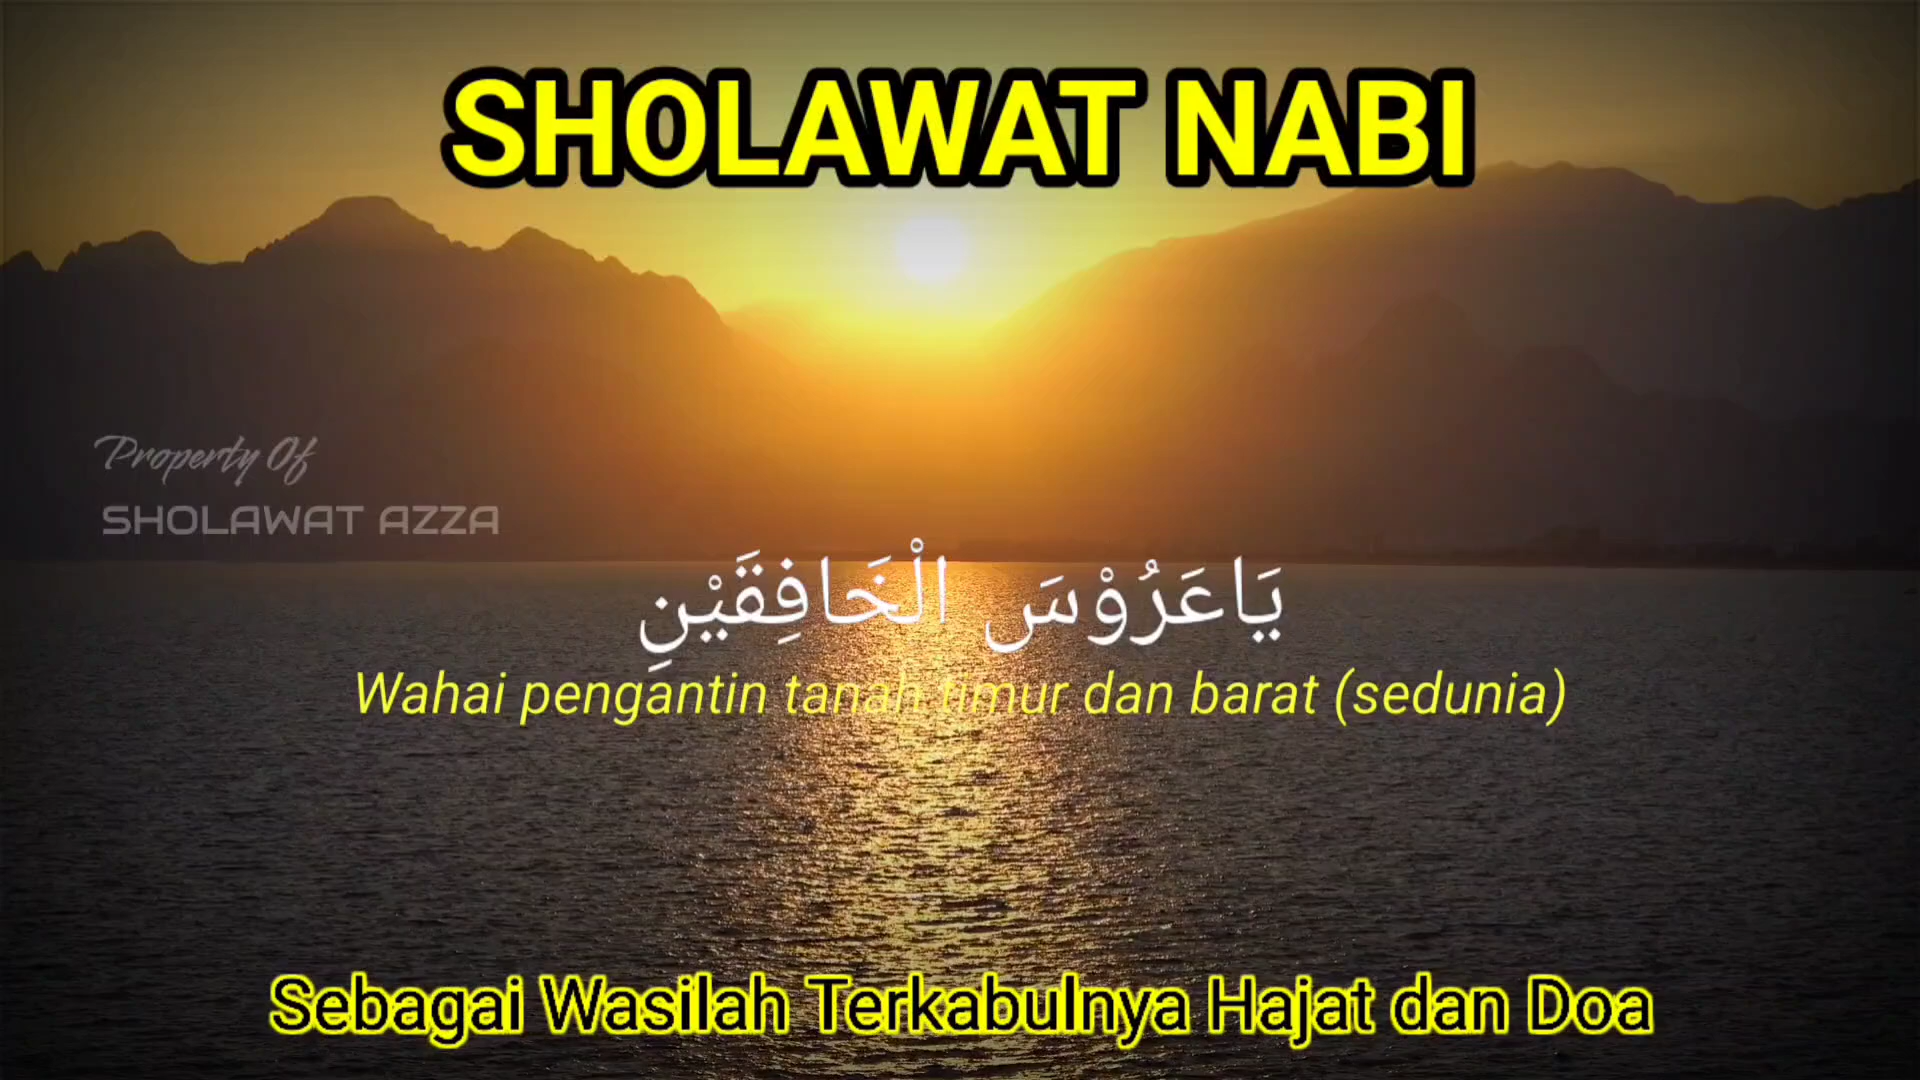 SHOLAWAT NABI
Property Of
SHOLAWAT AZZA
يَاعَرُوْسَ الْخَافِقَيْنِ
Wahai pengantin tanah timur dan barat (sedunia)
Sebagai Wasilah Terkabulnya Hajat dan Doa